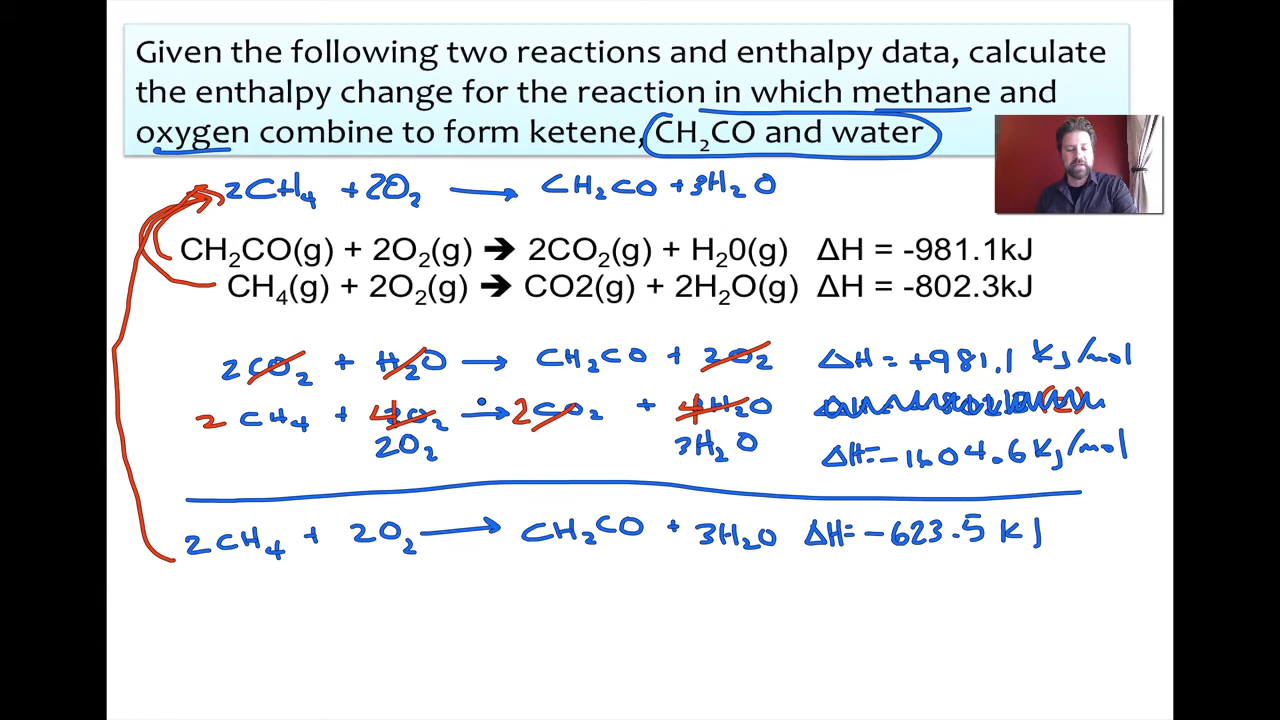 Given the following two reactions and enthalpy data, calculate
the enthalpy change for the reaction in which methane and
oxygen combine to form ketene, CH₂CO and water
2CH₄ + 2O₂ → CH₂CO + 3H₂O
CH₂CO(g) + 2O₂(g) ➔ 2CO₂(g) + H₂0(g) ΔH = -981.1kJ
CH₄(g) + 2O₂(g) ➔ CO2(g) + 2H₂O(g) ΔH = -802.3kJ
2CO₂ + H₂O → CH₂CO + 2O₂ ΔH = +981.1 KJ/mol
2 CH₄ + 4O₂ → 2CO₂ + 4H₂O
2O₂ 3H₂O ΔH = -1604.6 KJ/mol
2CH₄ + 2O₂ → CH₂CO + 3H₂O ΔH = -623.5 KJ